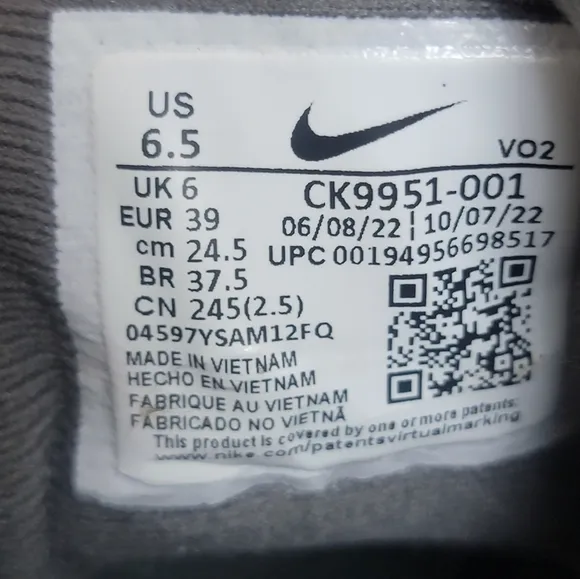 US
6.5
VO2
UK 6
CK9951-001
EUR 39
06/08/22 | 10/07/22
cm 24.5
UPC 00194956698517
BR 37.5
CN 245(2.5)
04597YSAM12FQ
MADE IN VIETNAM
HECHO EN VIETNAM
FABRIQUE AU VIETNAM
FABRICADO NO VIETNÃ
This product is covered by one or more patents:
www.nike.com/patentsvirtualmarking